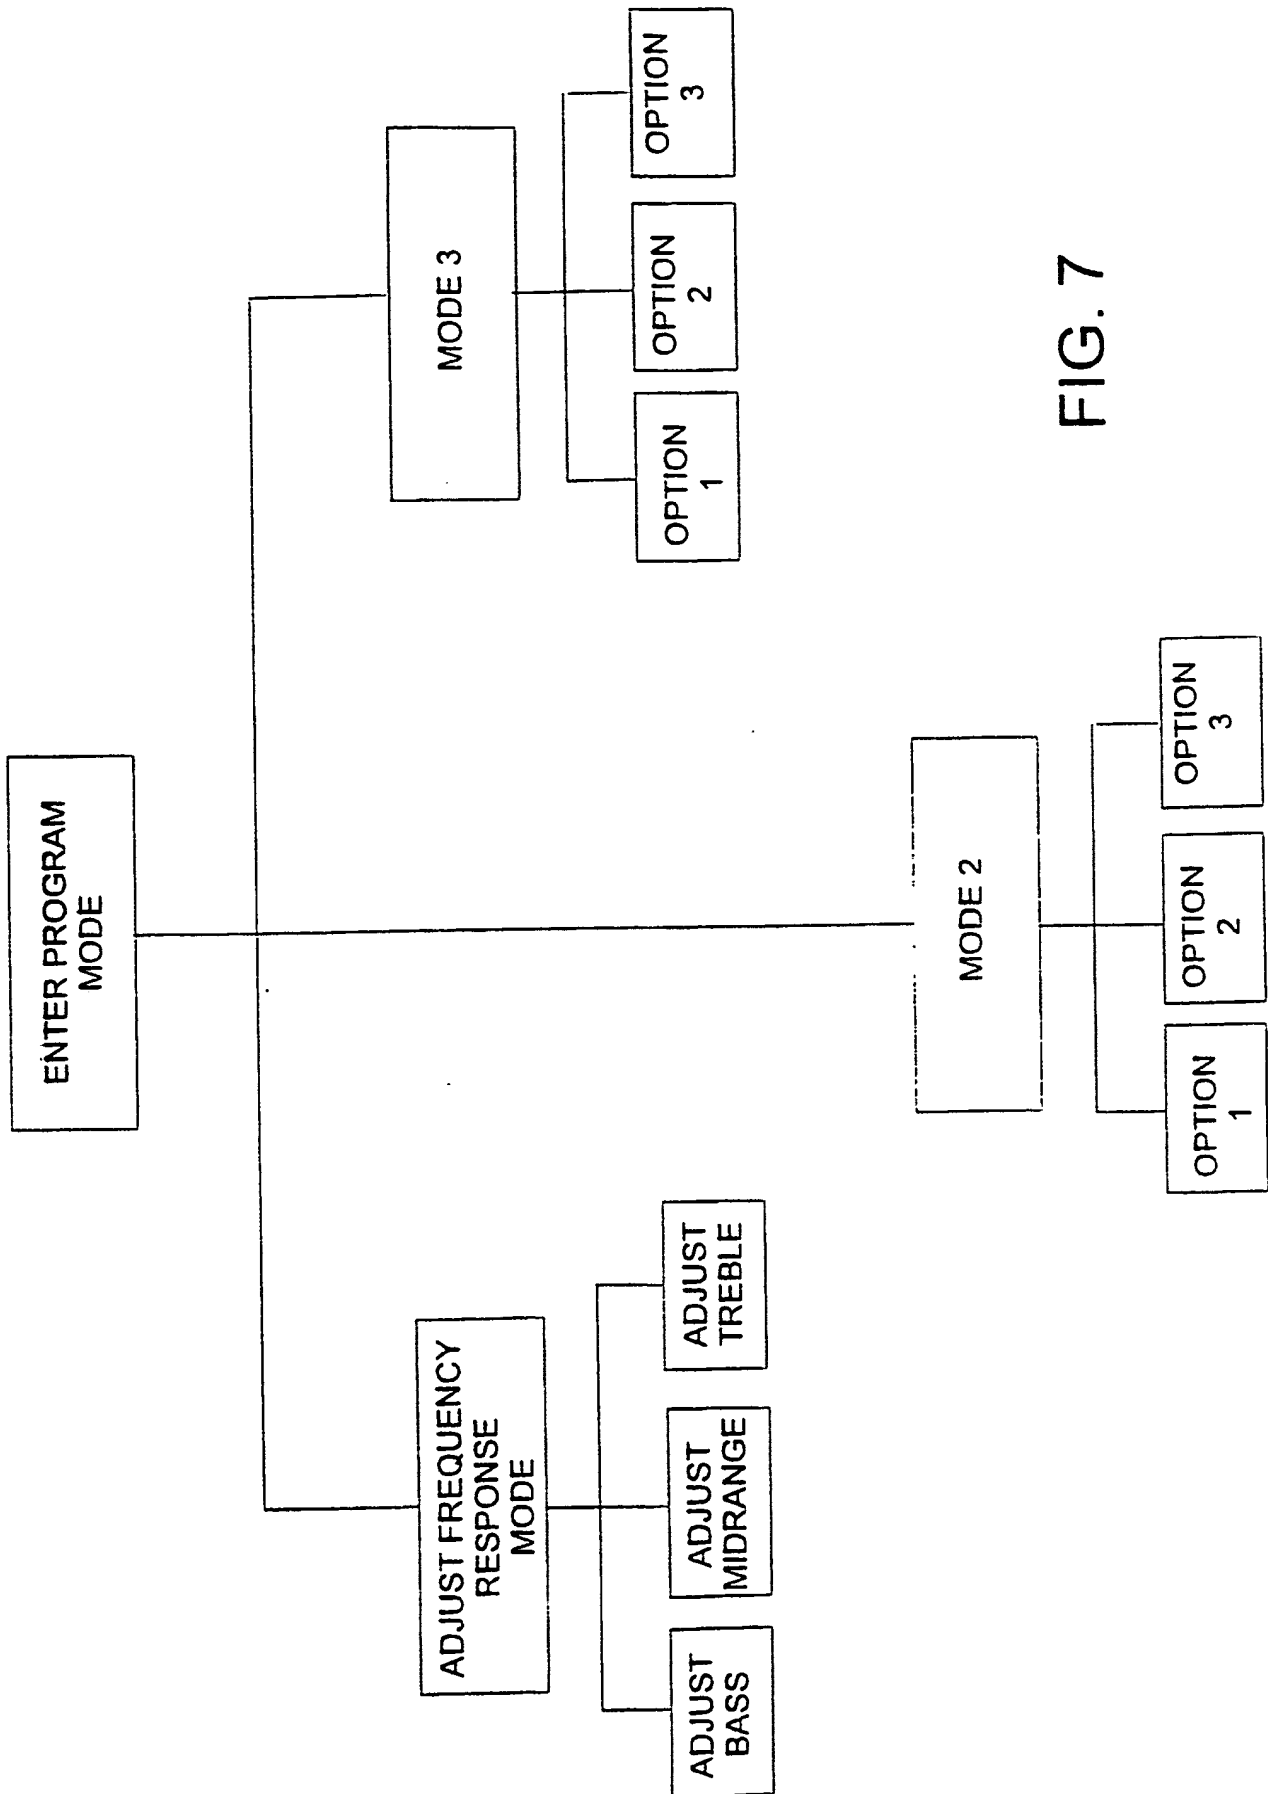 ENTER PROGRAM
MODE
ADJUST FREQUENCY
RESPONSE
MODE
ADJUST
BASS
ADJUST
MIDRANGE
ADJUST
TREBLE
MODE 2
OPTION
1
OPTION
2
OPTION
3
MODE 3
OPTION
1
OPTION
2
OPTION
3
FIG. 7